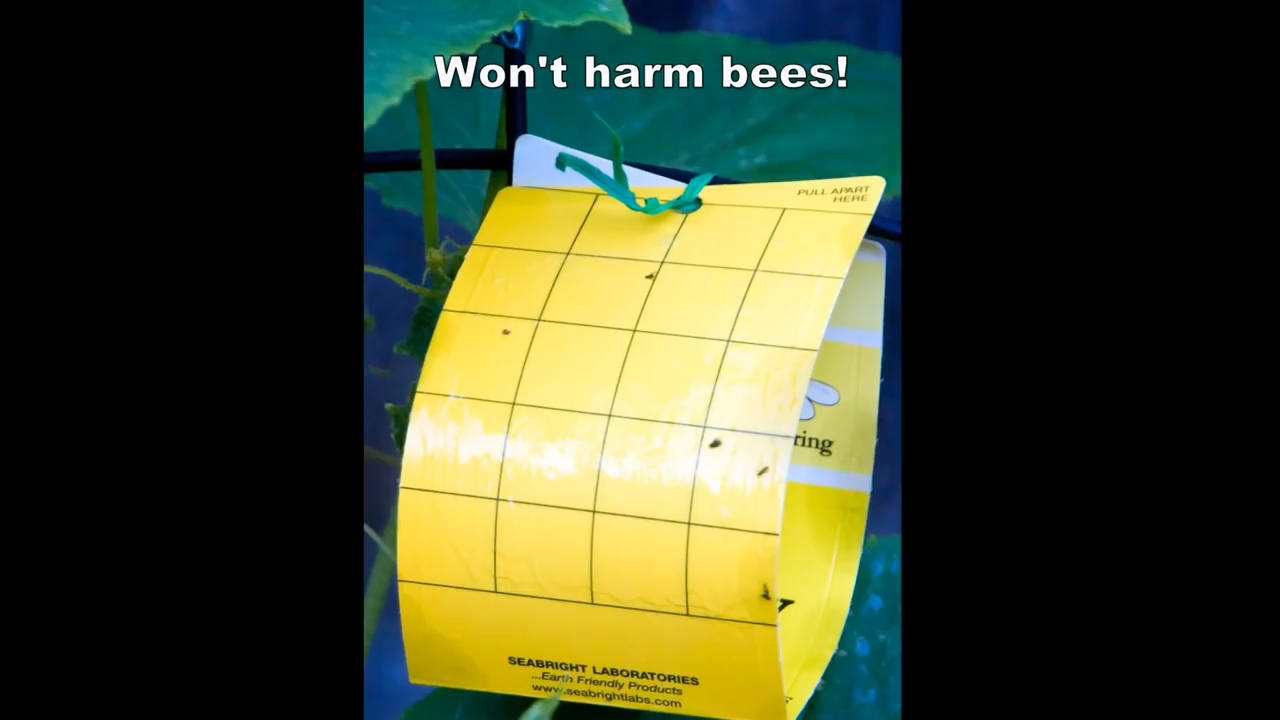 Won't harm bees!
PULL APART
HERE
ring
SEABRIGHT LABORATORIES
...Earth Friendly Products
www.seabrightlabs.com